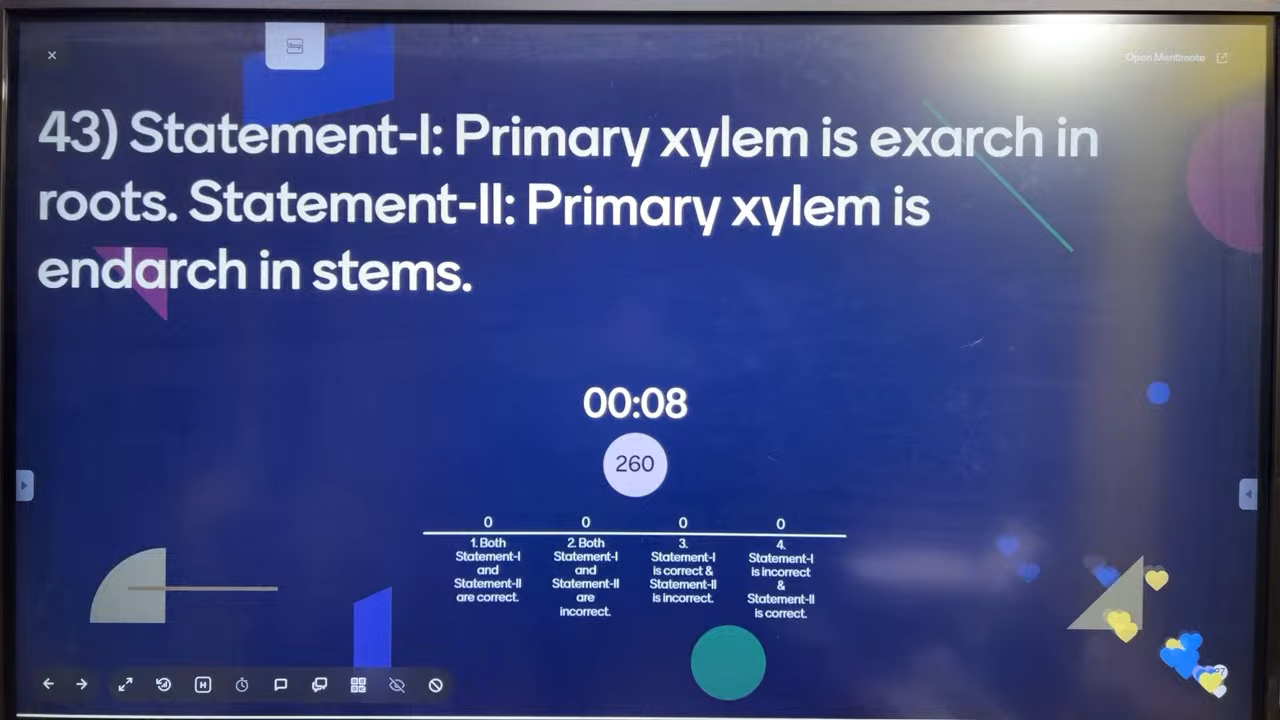 Open Mentimote
43) Statement-I: Primary xylem is exarch in
roots. Statement-II: Primary xylem is
endarch in stems.
00:08
260
0
0
0
0
1. Both
Statement-I
and
Statement-II
are correct.
2. Both
Statement-I
and
Statement-II
are
incorrect.
3.
Statement-I
is correct &
Statement-II
is incorrect.
4.
Statement-I
is incorrect
&
Statement-II
is correct.
H